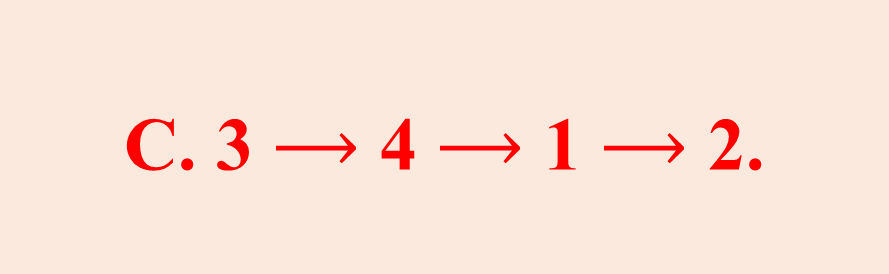 C. 3 ⟶ 4 ⟶ 1 ⟶ 2.